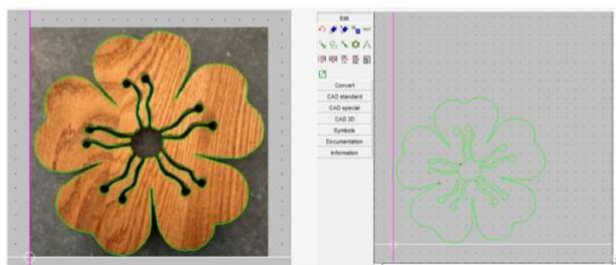 Edit
Convert
CAD standard
CAD special
CAD 3D
Symbols
Documentation
Information